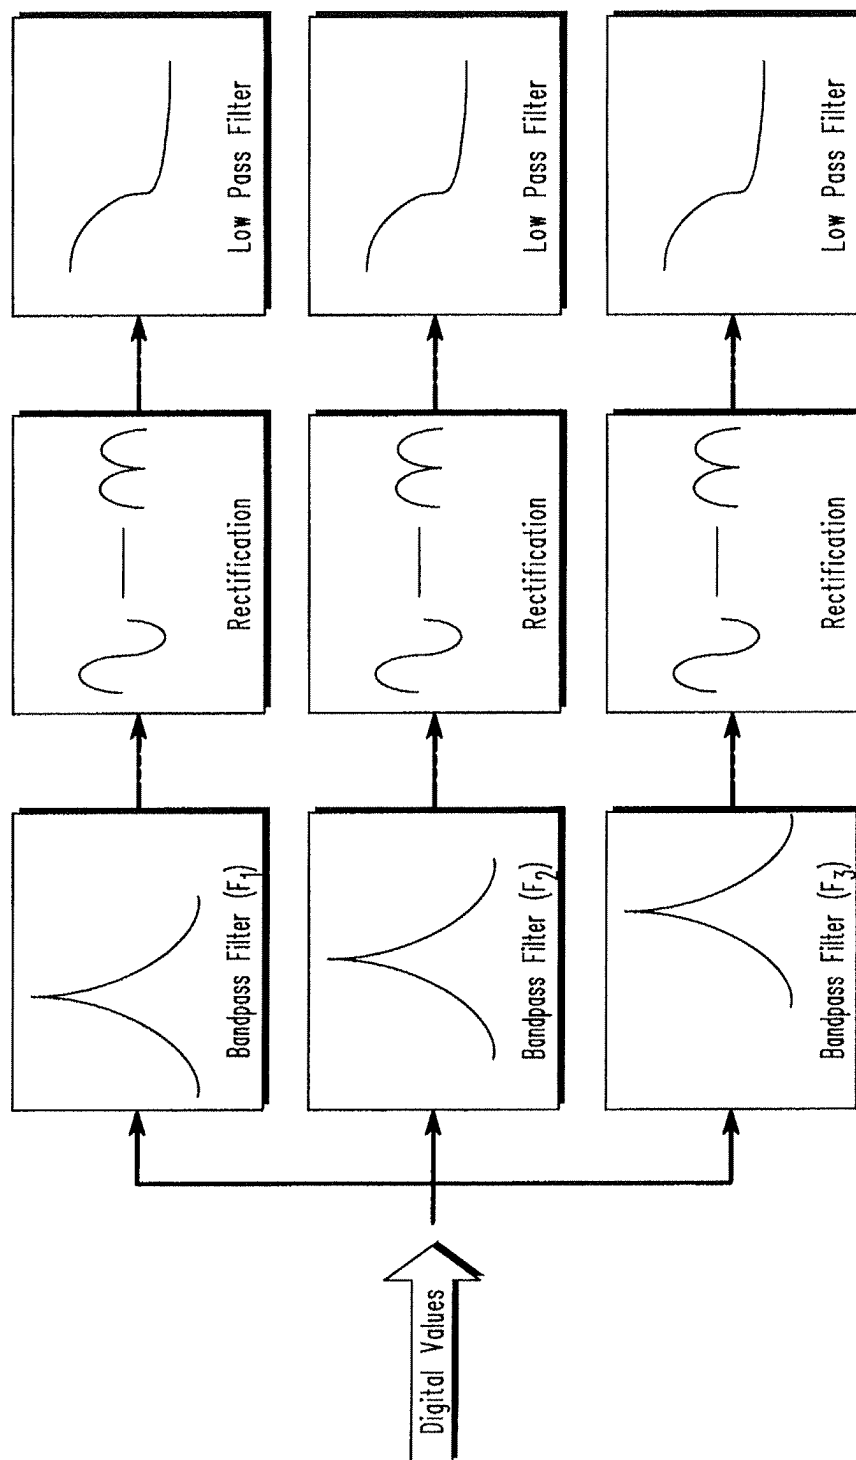 Digital Values
Bandpass Filter (F1)
Rectification
Low Pass Filter
Bandpass Filter (F2)
Rectification
Low Pass Filter
Bandpass Filter (F3)
Rectification
Low Pass Filter